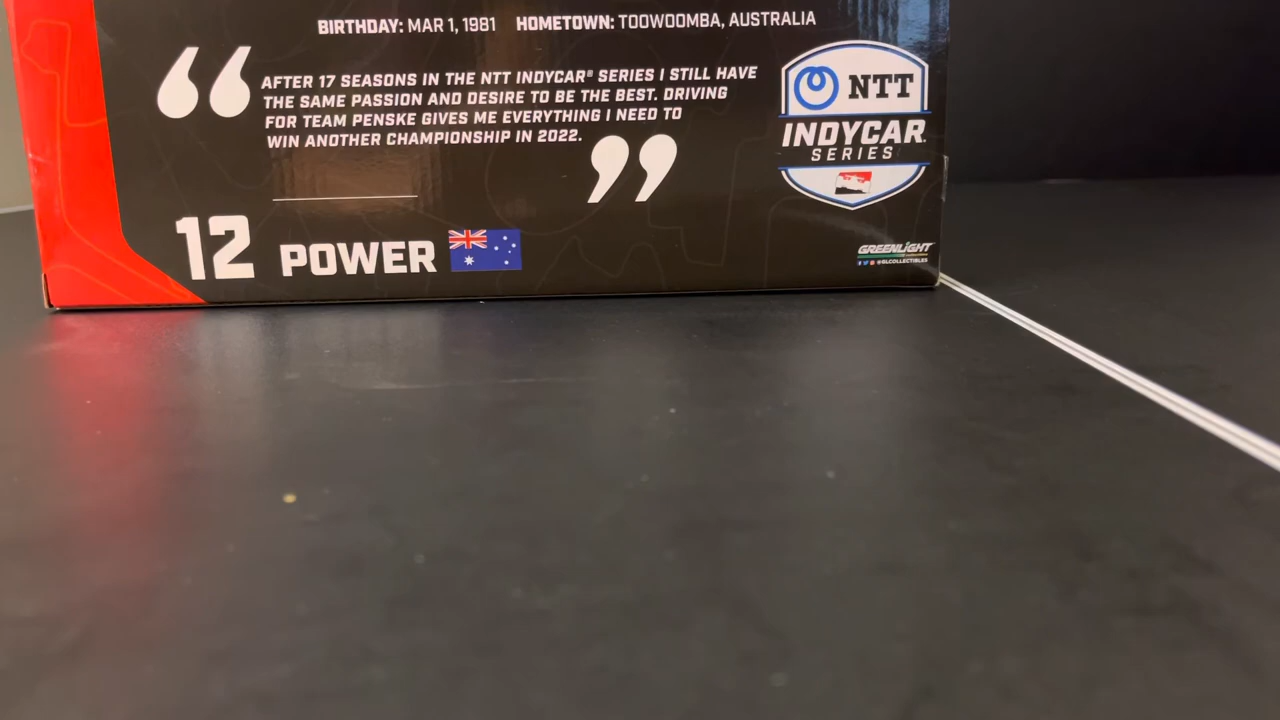 BIRTHDAY: MAR 1, 1981 HOMETOWN: TOOWOOMBA, AUSTRALIA
“AFTER 17 SEASONS IN THE NTT INDYCAR® SERIES I STILL HAVE
THE SAME PASSION AND DESIRE TO BE THE BEST. DRIVING
FOR TEAM PENSKE GIVES ME EVERYTHING I NEED TO
WIN ANOTHER CHAMPIONSHIP IN 2022.”
NTT
INDYCAR
SERIES
12 POWER
GREENLIGHT
@GLCOLLECTIBLES